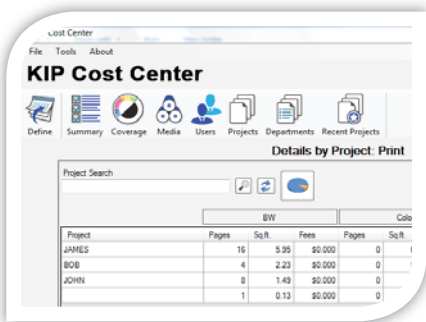 Cost Center
File Tools About
KIP Cost Center
Define Summary Coverage Media Users Projects Departments Recent Projects
Details by Project: Print
Project Search
BW Colo
Project Pages Sq.ft. Fees Pages Sq.ft.
JAMES 16 5.95 $0.000 0
BOB 4 2.23 $0.000 0
JOHN 8 1.49 $0.000 0
1 0.13 $0.000 0